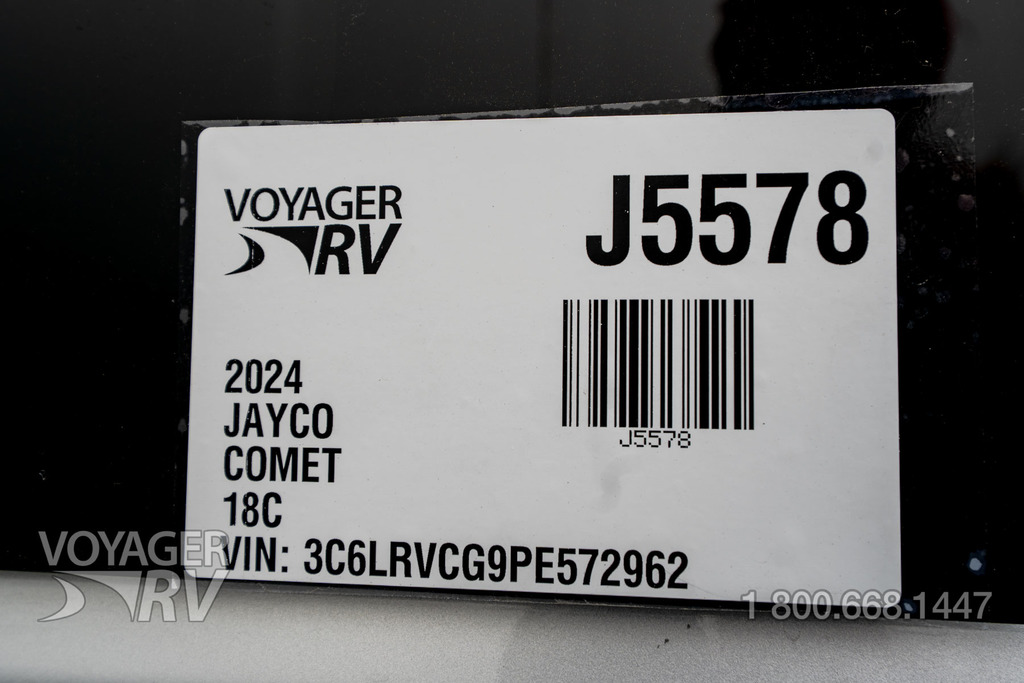 VOYAGER
RV
J5578
J5578
2024
JAYCO
COMET
18C
VIN: 3C6LRVCG9PE572962
VOYAGER
RV
1 800.668.1447